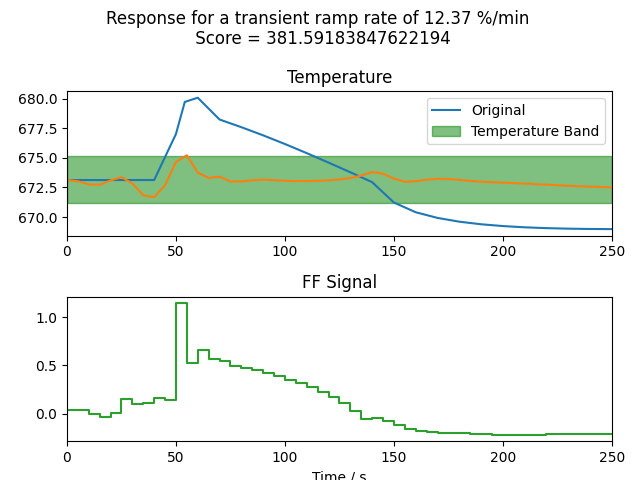 Response for a transient ramp rate of 12.37 %/min
Score = 381.59183847622194
Temperature
680.0
677.5
675.0
672.5
670.0
Original
Temperature Band
0 50 100 150 200 250
FF Signal
1.0
0.5
0.0
0 50 100 150 200 250
Time / s